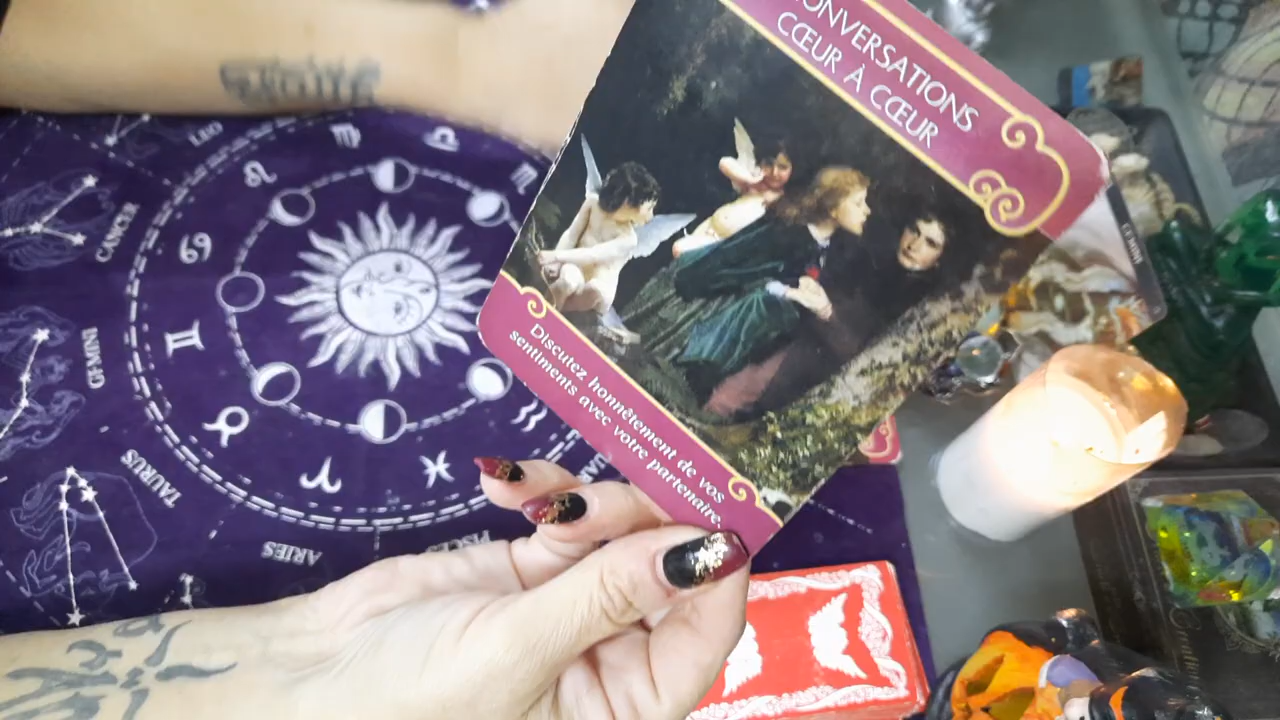 CONVERSATIONS
CŒUR À CŒUR
Discutez honnêtement de vos
sentiments avec votre partenaire.
LEO
CANCER
GEMINI
TAURUS
ARIES
PISCES